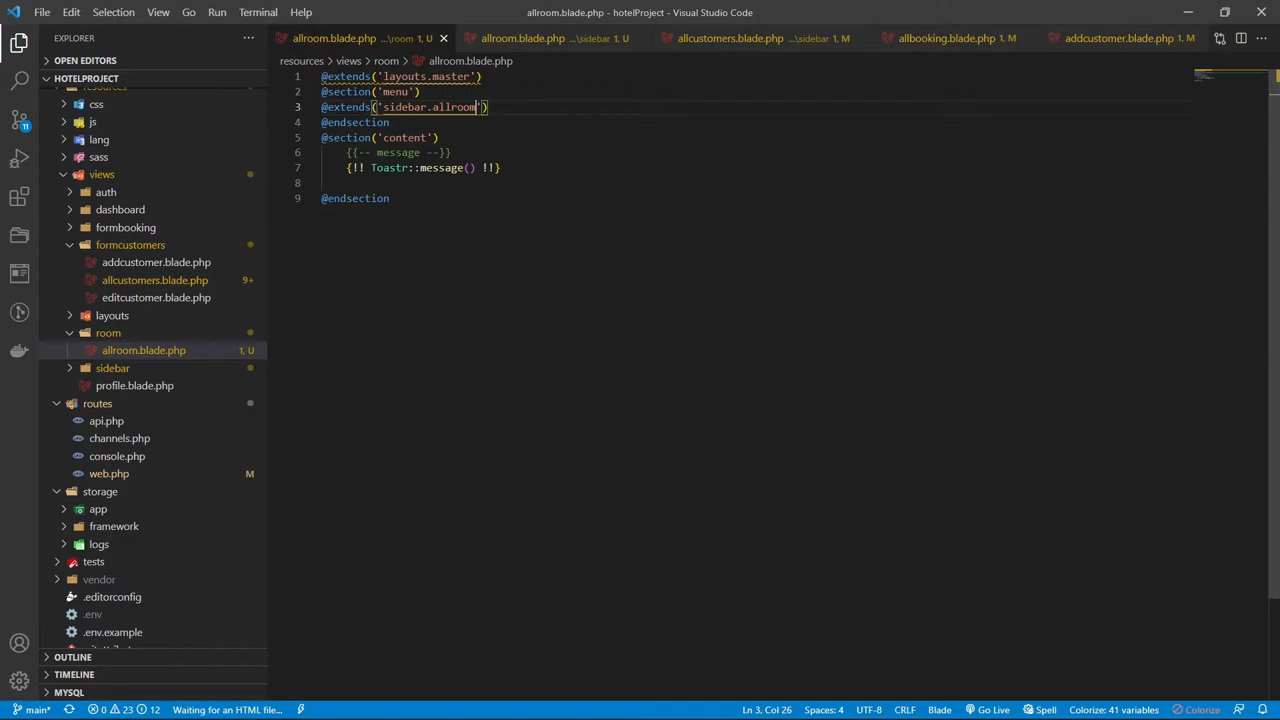 File Edit Selection View Go Run Terminal Help
allroom.blade.php - hotelProject - Visual Studio Code
EXPLORER
allroom.blade.php ...\room 1, U
allroom.blade.php ...\sidebar 1, U
allcustomers.blade.php ...\sidebar 1, M
allbooking.blade.php 1, M
addcustomer.blade.php 1, M
OPEN EDITORS
resources > views > room > allroom.blade.php
HOTELPROJECT
resources
css
js
lang
sass
views
auth
dashboard
formbooking
formcustomers
addcustomer.blade.php
allcustomers.blade.php 9+
editcustomer.blade.php
layouts
room
allroom.blade.php 1, U
sidebar
profile.blade.php
routes
api.php
channels.php
console.php
web.php M
storage
app
framework
logs
tests
vendor
.editorconfig
.env
.env.example
OUTLINE
TIMELINE
MYSQL
1 @extends('layouts.master')
2 @section('menu')
3 @extends('sidebar.allroom')
4 @endsection
5 @section('content')
6 {{-- message --}}
7 {!! Toastr::message() !!}
8
9 @endsection
11
main* 0 23 12 Waiting for an HTML file... Ln 3, Col 26 Spaces: 4 UTF-8 CRLF Blade Go Live Spell Colorize: 41 variables Colorize